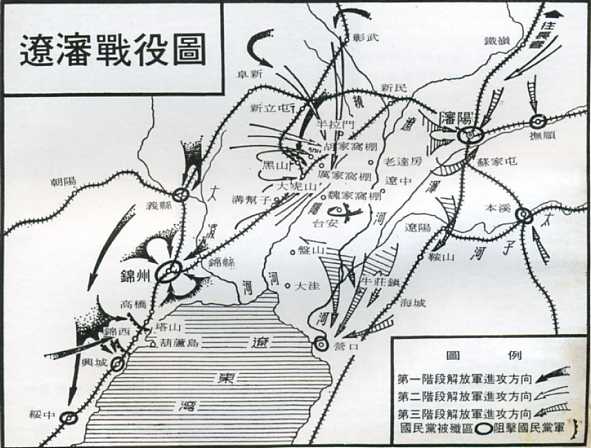 遼瀋戰役圖
往長春
彰武
鐵嶺
阜新
新民
新立屯
瀋陽
撫順
半拉門
胡家窩棚
蘇家屯
黑山
厲家窩棚
老達房
朝陽
大虎山
遼中
義縣
溝幫子
魏家窩棚
本溪
台安
遼陽
太
子
河
錦州
錦縣
盤山
鞍山
牛莊鎮
高橋
大洼
海城
錦西
塔山
葫蘆島
營口
興城
遼
東
灣
綏中
圖例
第一階段解放軍進攻方向
第二階段解放軍進攻方向
第三階段解放軍進攻方向
國民黨被殲區 阻擊國民黨軍